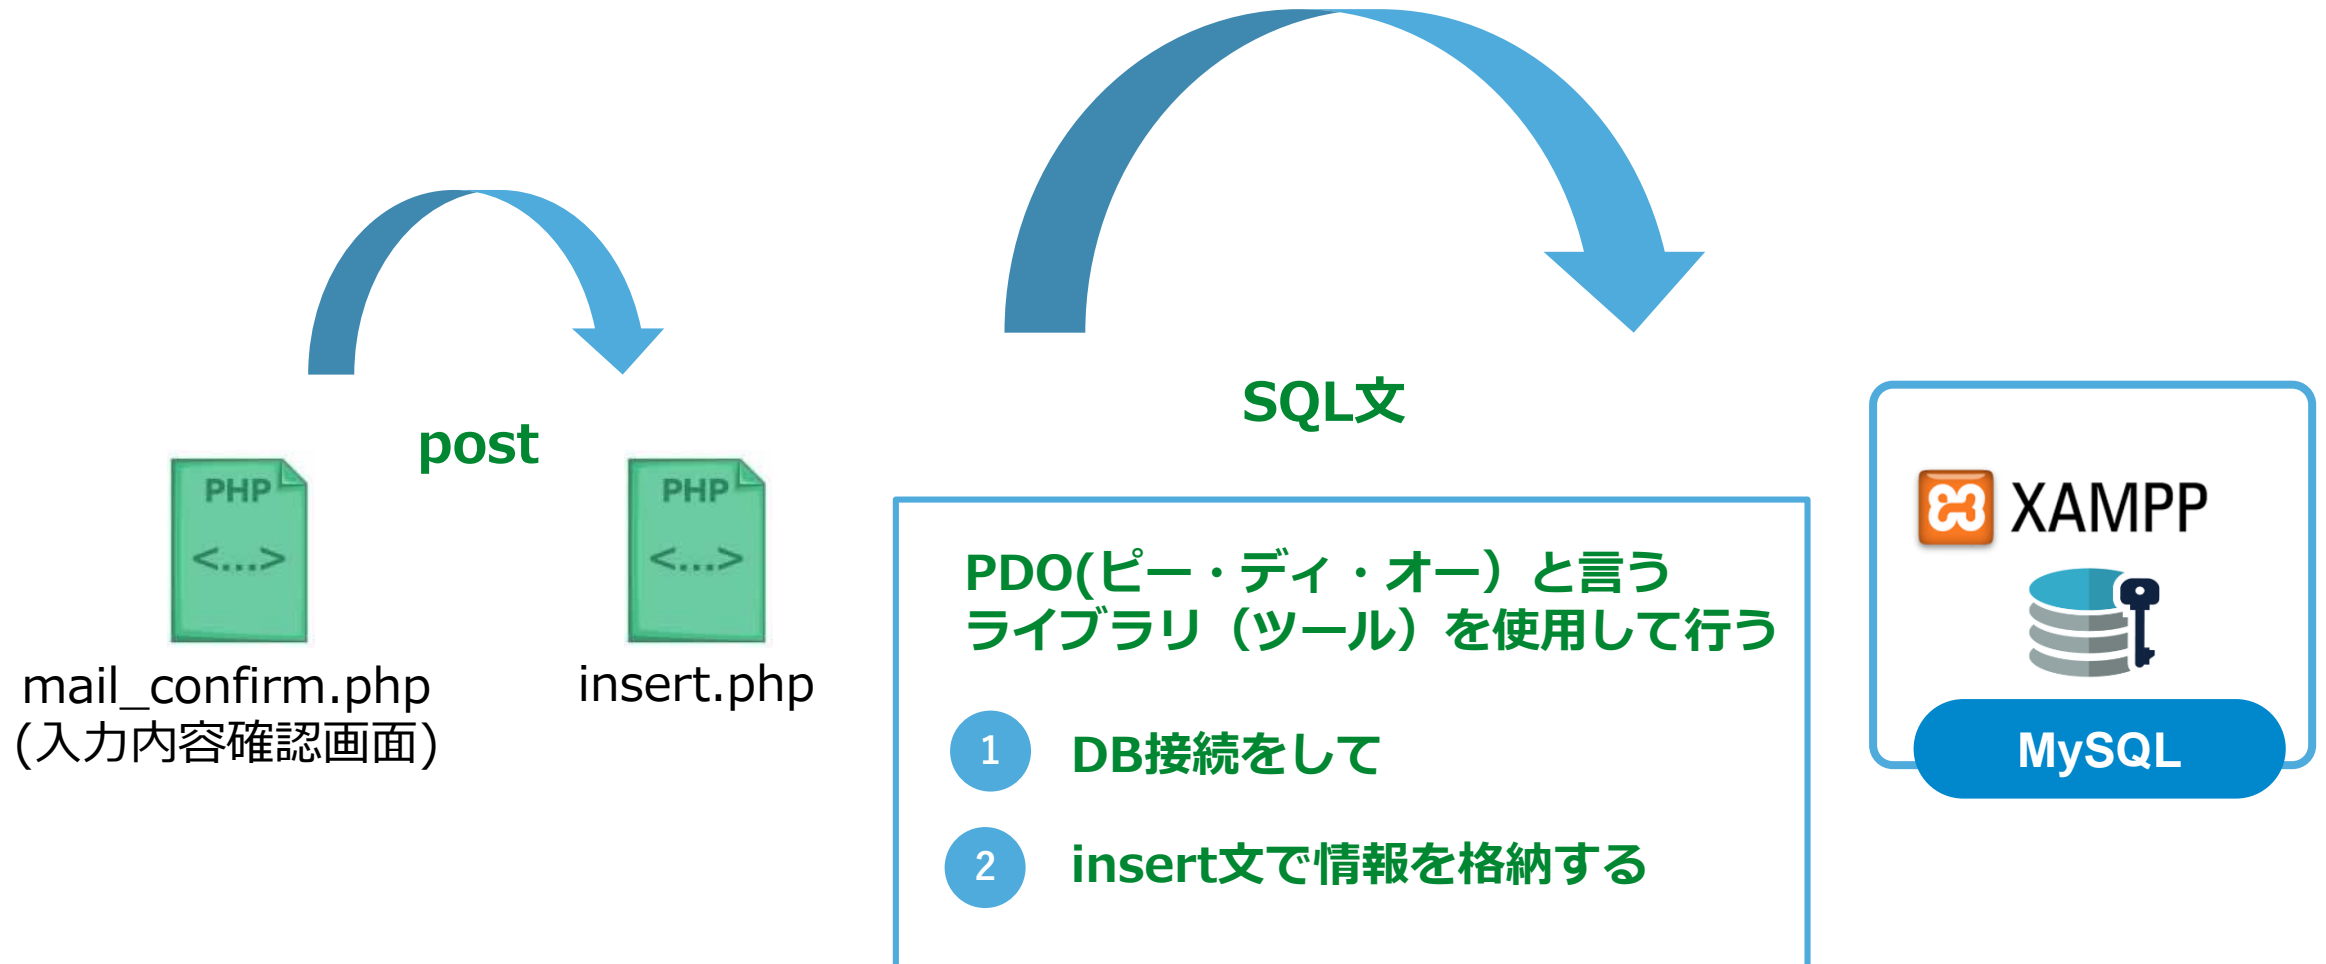 post
SQL文
PHP
<...>
mail_confirm.php
(入力内容確認画面)
PHP
<...>
insert.php
PDO(ピー・ディ・オー）と言う
ライブラリ（ツール）を使用して行う
1 DB接続をして
2 insert文で情報を格納する
XAMPP
MySQL